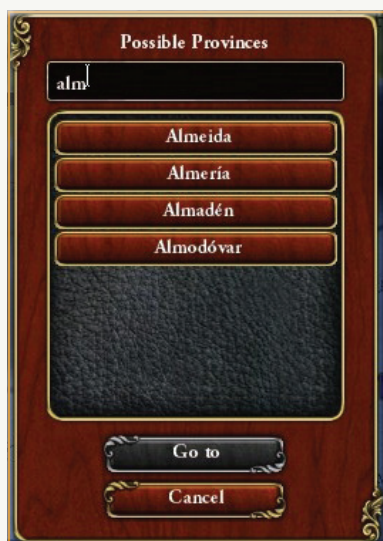 Possible Provinces
alm
Almeida
Almería
Almadén
Almodóvar
Go to
Cancel